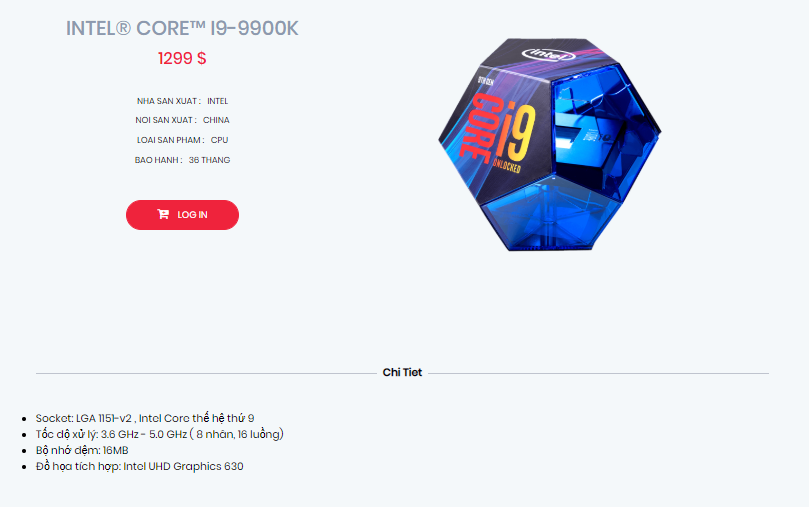 INTEL® CORE™ I9-9900K
1299 $
NHA SAN XUAT : INTEL
NOI SAN XUAT : CHINA
LOAI SAN PHAM : CPU
BAO HANH : 36 THANG
LOG IN
intel
9TH GEN
CORE i9
UNLOCKED
Chi Tiet
Socket: LGA 1151-v2 , Intel Core thế hệ thứ 9
Tốc độ xử lý: 3.6 GHz - 5.0 GHz ( 8 nhân, 16 luồng)
Bộ nhớ đệm: 16MB
Đồ họa tích hợp: Intel UHD Graphics 630